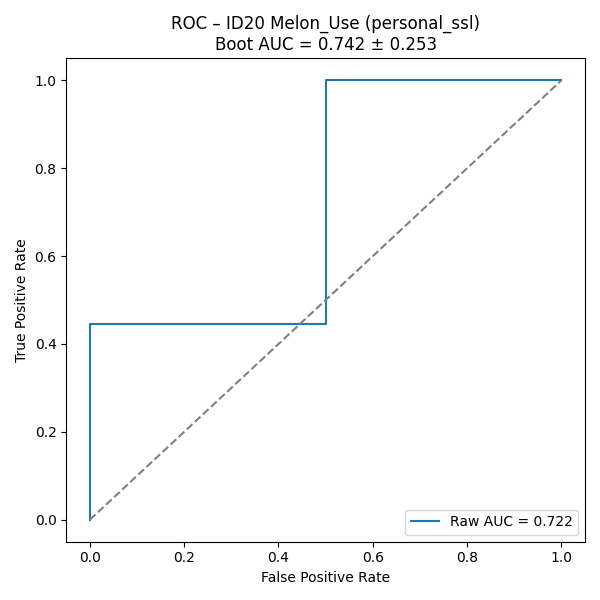 ROC – ID20 Melon_Use (personal_ssl)
Boot AUC = 0.742 ± 0.253
True Positive Rate
1.0
0.8
0.6
0.4
0.2
0.0
Raw AUC = 0.722
0.0 0.2 0.4 0.6 0.8 1.0
False Positive Rate